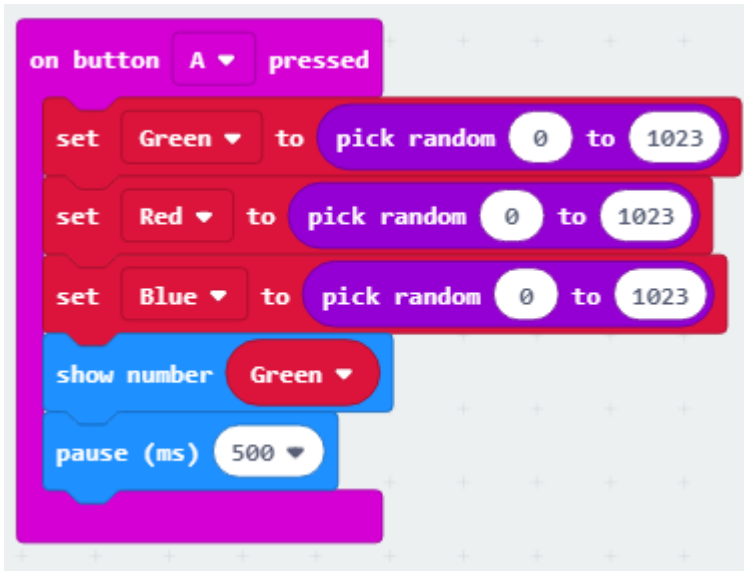 on button A pressed
set Green to pick random 0 to 1023
set Red to pick random 0 to 1023
set Blue to pick random 0 to 1023
show number Green
pause (ms) 500